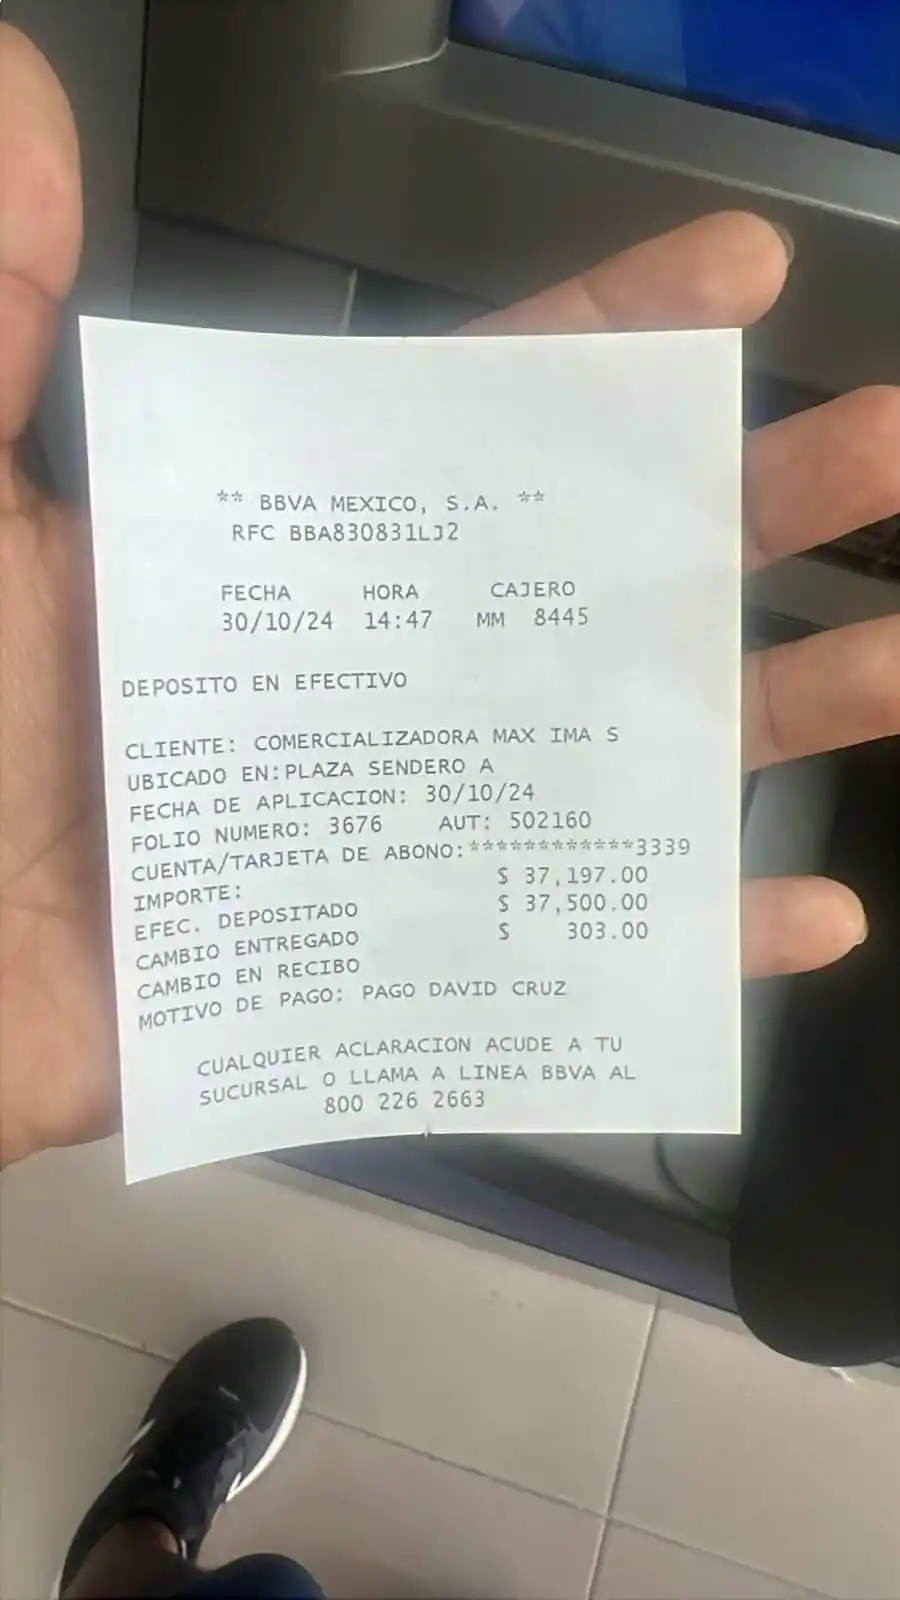 ** BBVA MEXICO, S.A. **
RFC BBA830831LJ2
FECHA HORA CAJERO
30/10/24 14:47 MM 8445
DEPOSITO EN EFECTIVO
CLIENTE: COMERCIALIZADORA MAX IMA S
UBICADO EN:PLAZA SENDERO A
FECHA DE APLICACION: 30/10/24
FOLIO NUMERO: 3676 AUT: 502160
CUENTA/TARJETA DE ABONO:************3339
IMPORTE: $ 37,197.00
EFEC. DEPOSITADO $ 37,500.00
CAMBIO ENTREGADO $ 303.00
CAMBIO EN RECIBO
MOTIVO DE PAGO: PAGO DAVID CRUZ
CUALQUIER ACLARACION ACUDE A TU
SUCURSAL O LLAMA A LINEA BBVA AL
800 226 2663